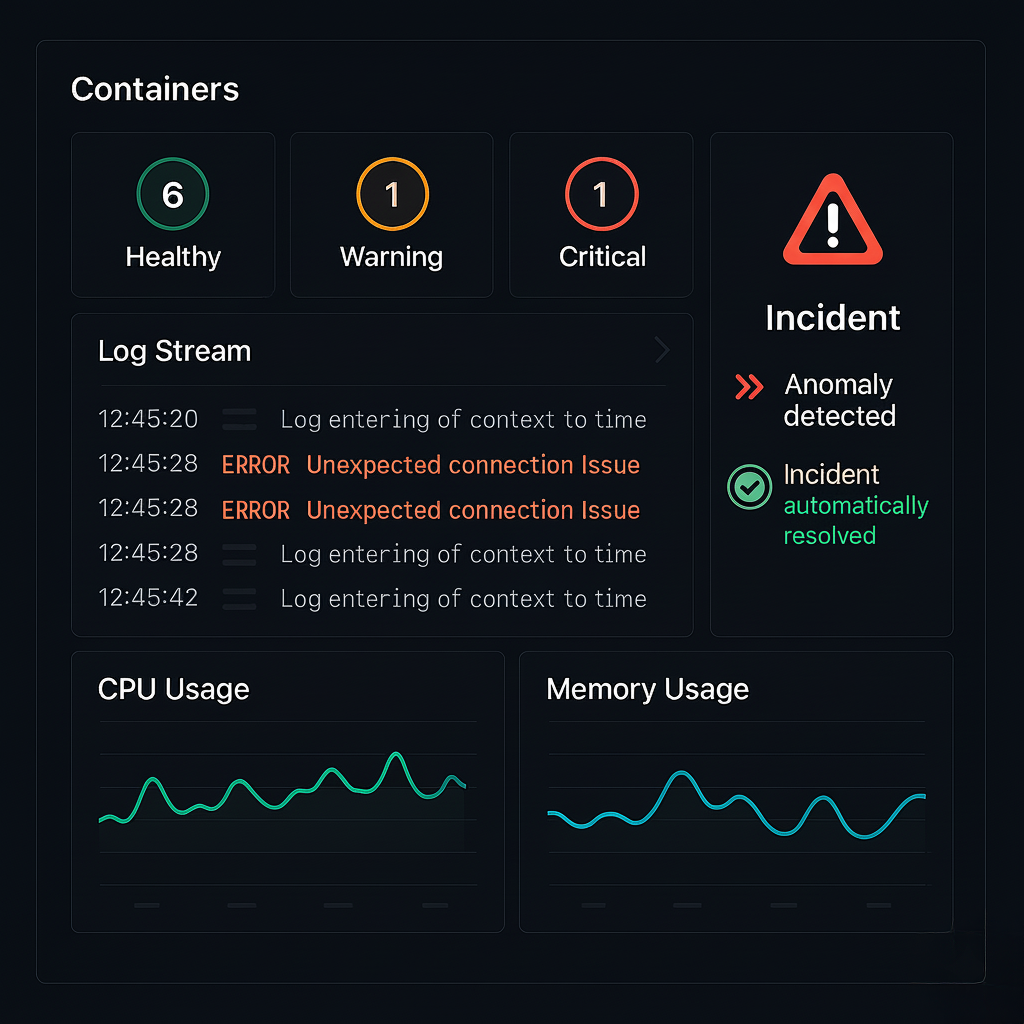 Containers
6
Healthy
1
Warning
1
Critical
Incident
Anomaly
detected
Incident
automatically
resolved
Log Stream
12:45:20 Log entering of context to time
12:45:28 ERROR Unexpected connection Issue
12:45:28 ERROR Unexpected connection Issue
12:45:28 Log entering of context to time
12:45:42 Log entering of context to time
CPU Usage
Memory Usage